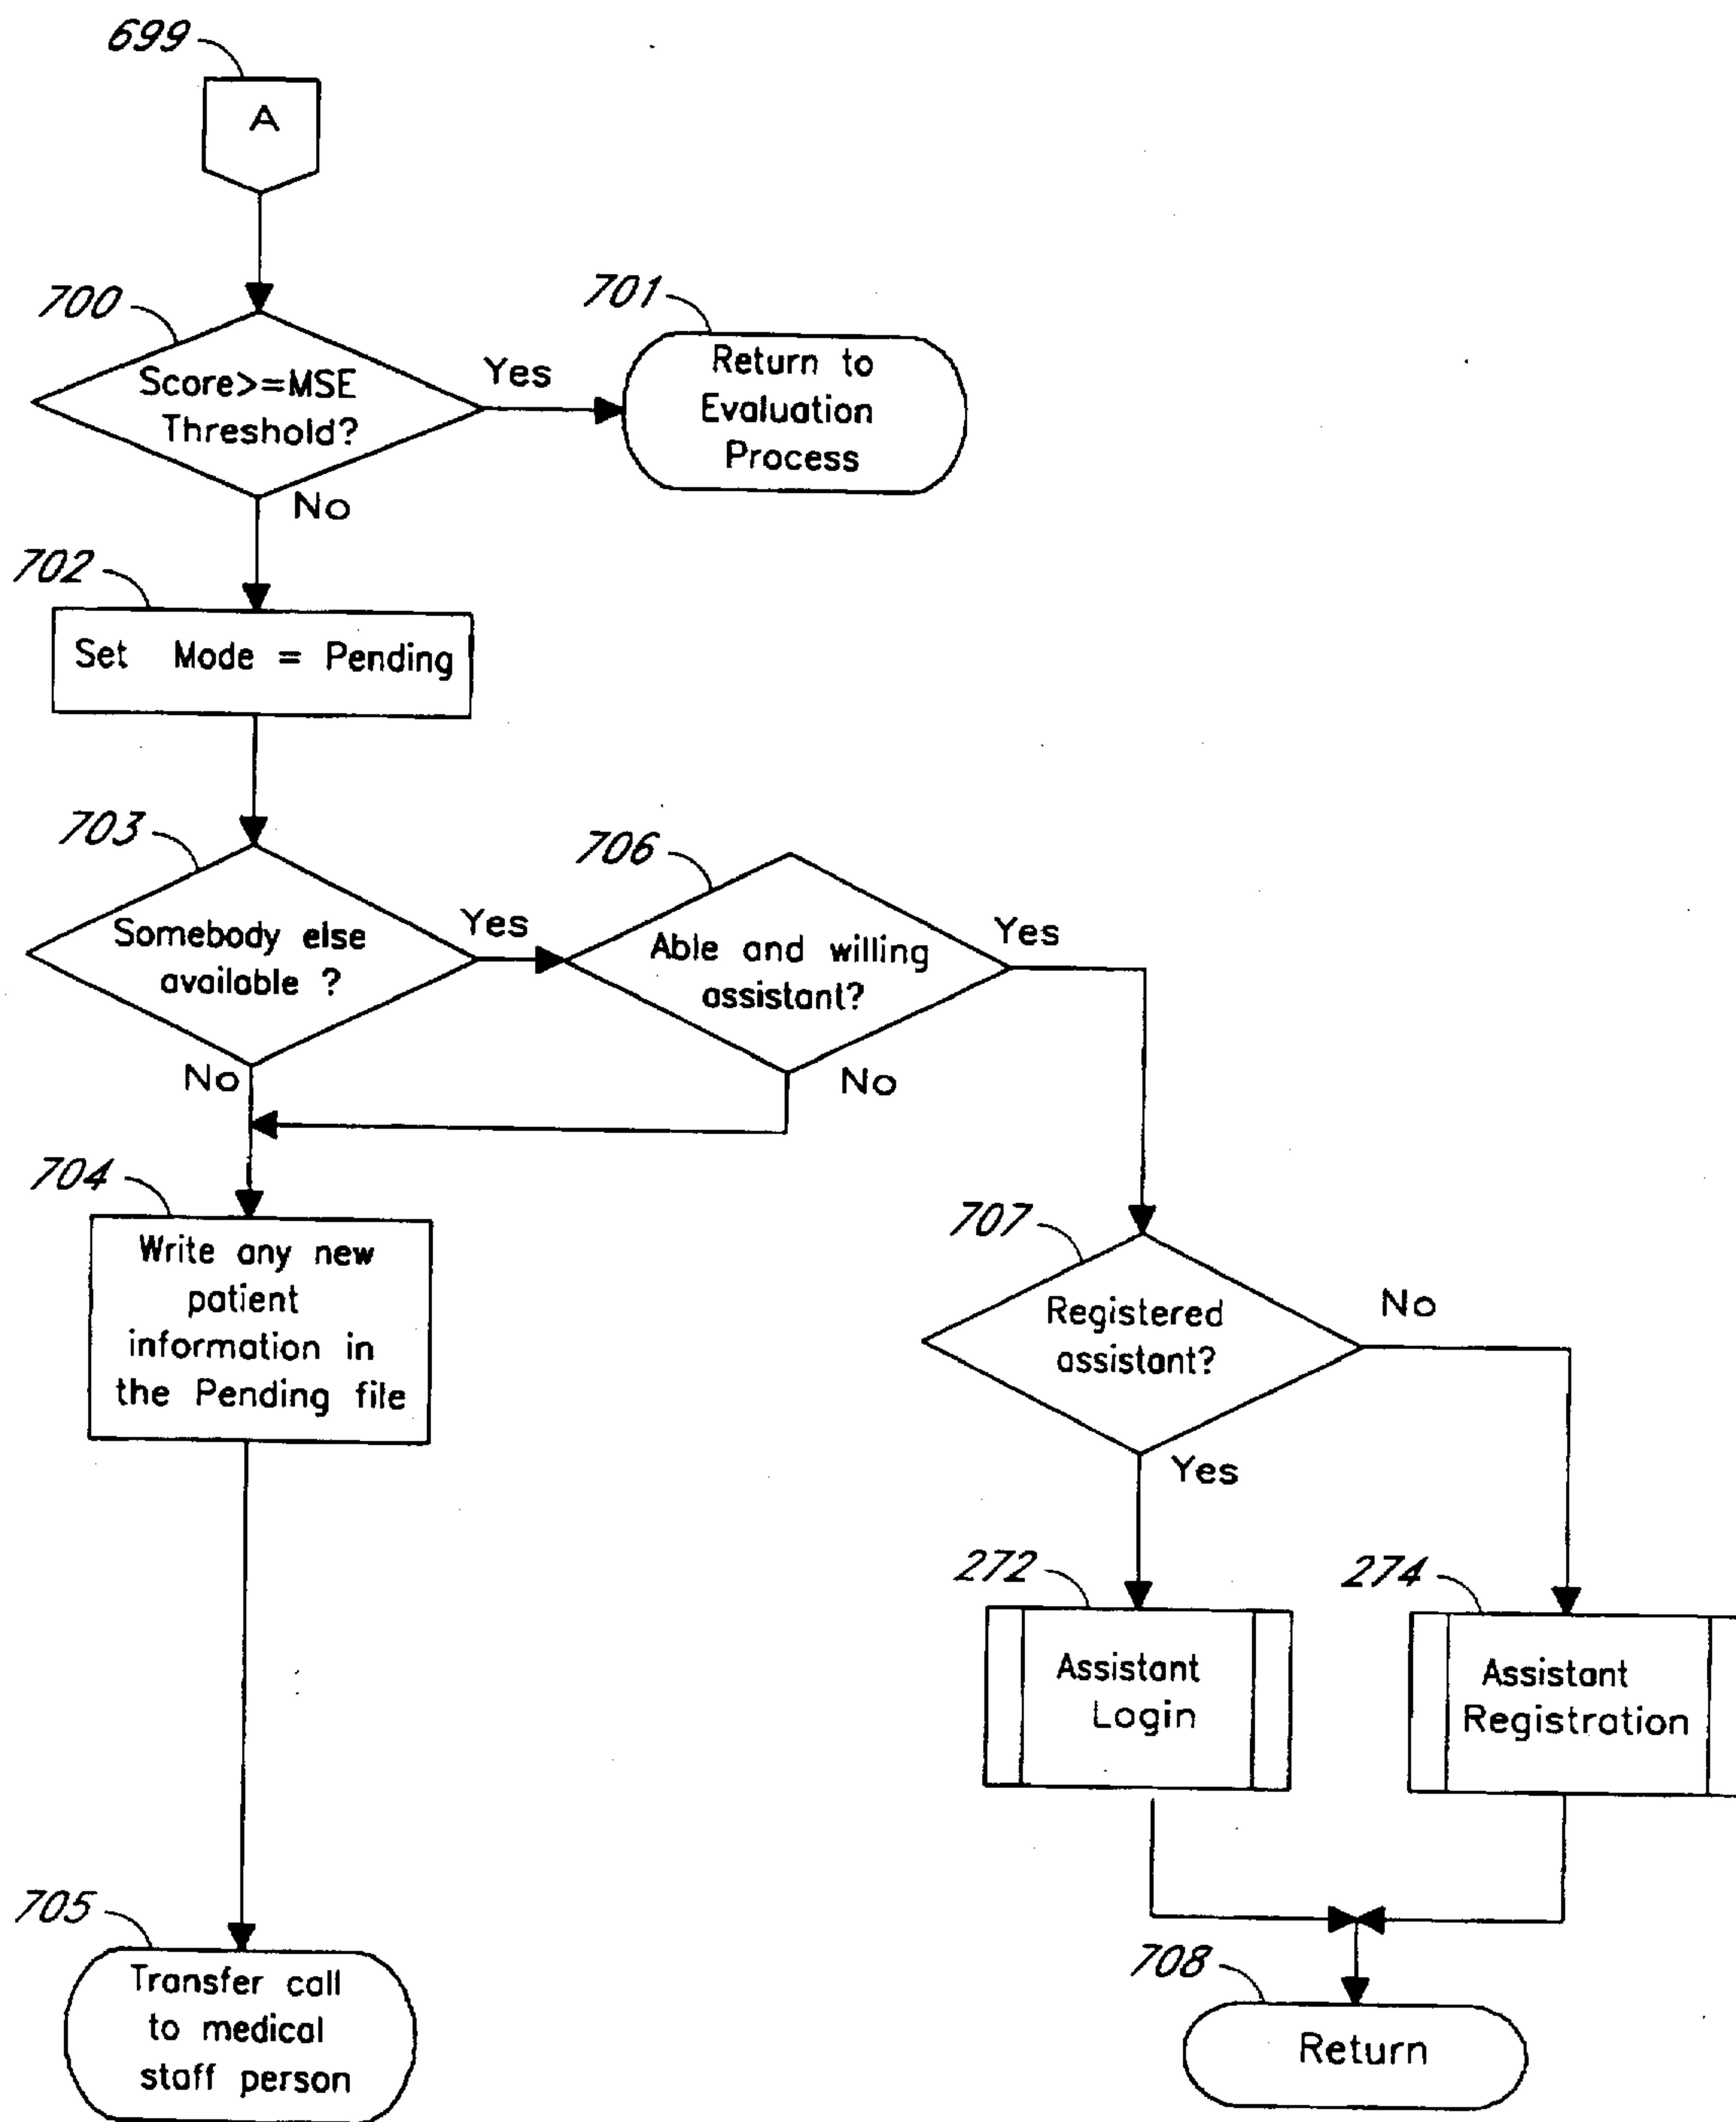 699
A
700
Score>=MSE
Threshold?
Yes
No
701
Return to
Evaluation
Process
702
Set Mode = Pending
703
Somebody else
available ?
Yes
No
706
Able and willing
assistant?
Yes
No
704
Write any new
patient
information in
the Pending file
707
Registered
assistant?
No
Yes
272
Assistant
Login
274
Assistant
Registration
705
Transfer call
to medical
staff person
708
Return